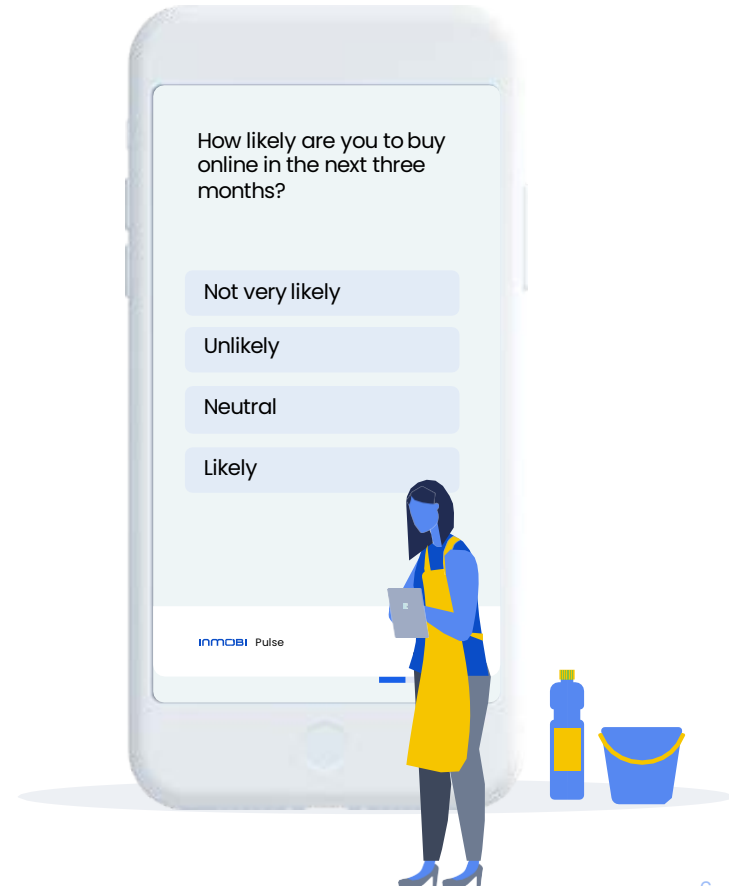 How likely are you to buy
online in the next three
months?
Not very likely
Unlikely
Neutral
Likely
INMOBI Pulse